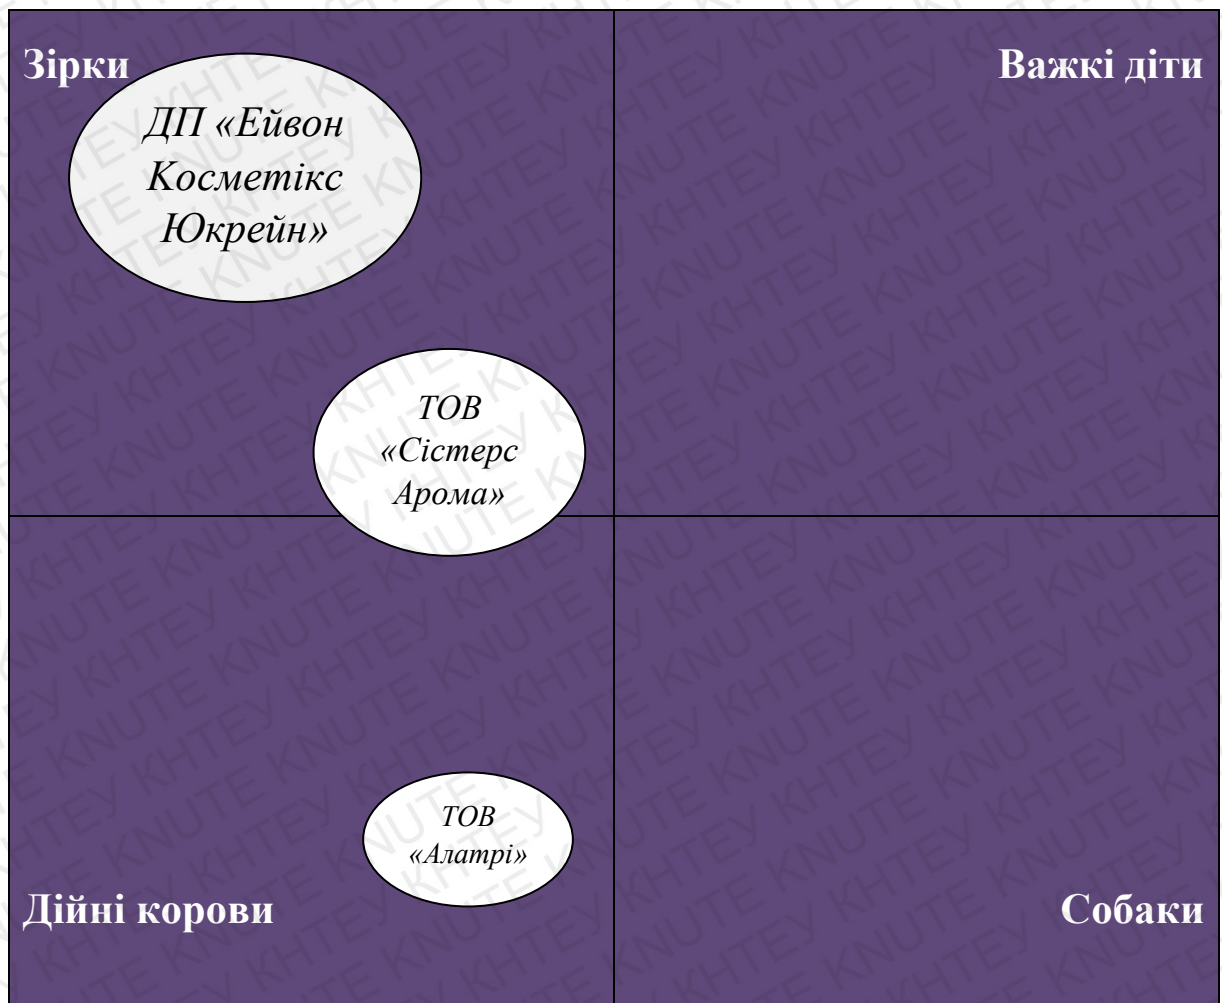 Зірки
Важкі діти
ДП «Ейвон
Косметікс
Юкрейн»
ТОВ
«Сістерс
Арома»
ТОВ
«Алатрі»
Дійні корови
Собаки